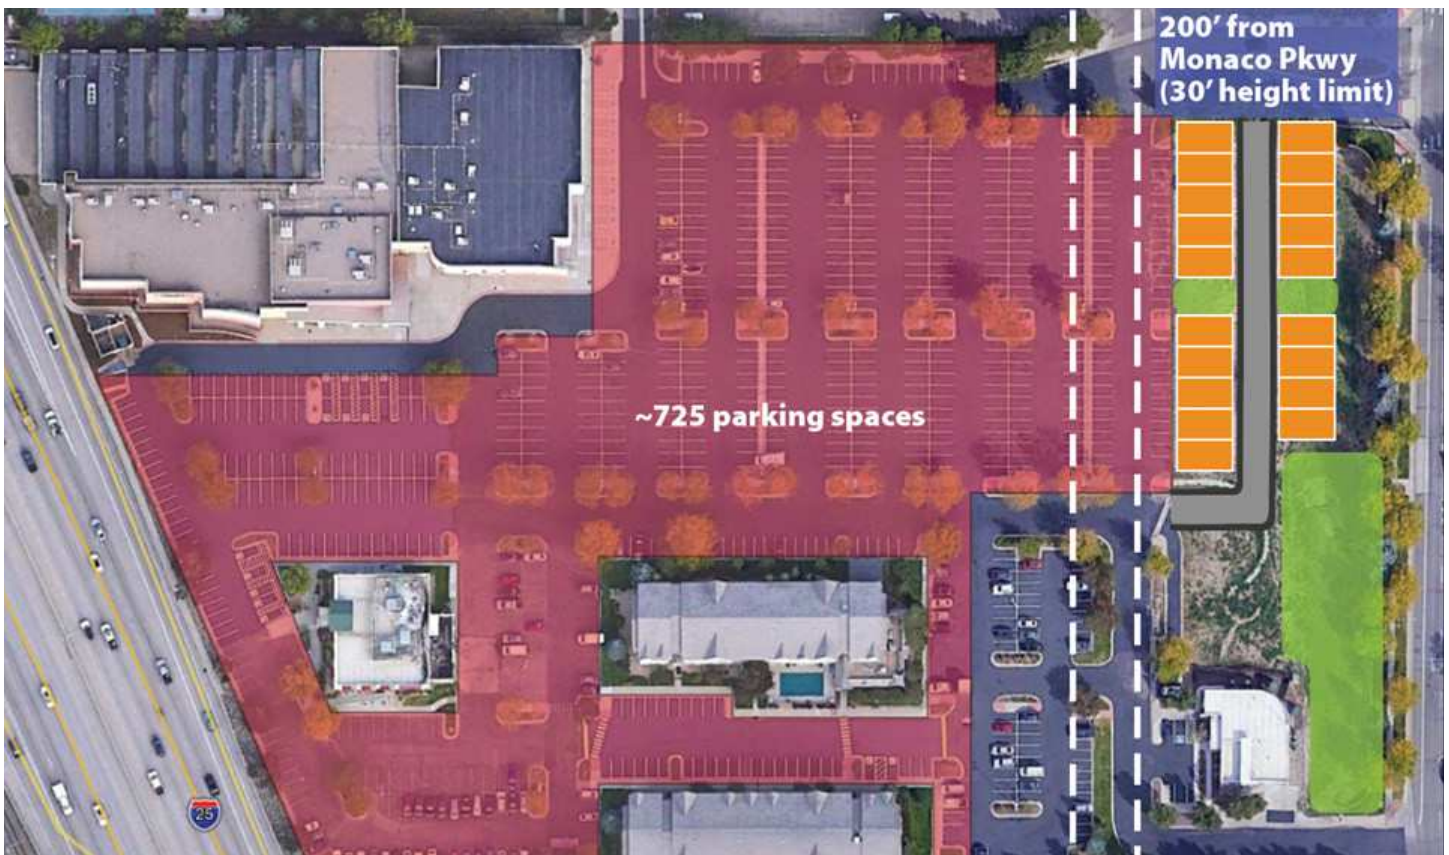 200’ from
Monaco Pkwy
(30’ height limit)
~725 parking spaces
25